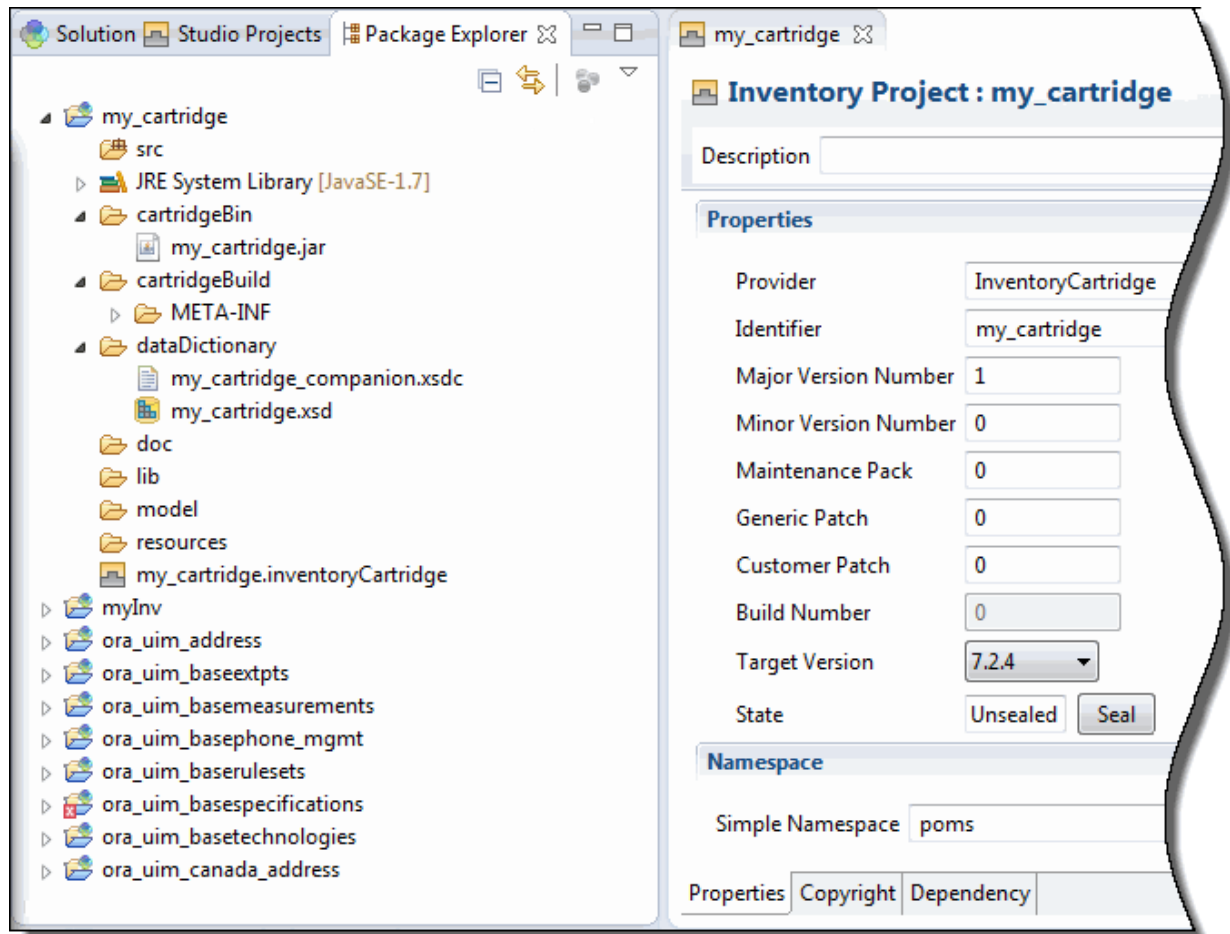 Solution Studio Projects Package Explorer
my_cartridge
src
JRE System Library [JavaSE-1.7]
cartridgeBin
my_cartridge.jar
cartridgeBuild
META-INF
dataDictionary
my_cartridge_companion.xsdc
my_cartridge.xsd
doc
lib
model
resources
my_cartridge.inventoryCartridge
myInv
ora_uim_address
ora_uim_baseextpts
ora_uim_basemeasurements
ora_uim_basephone_mgmt
ora_uim_baserulesets
ora_uim_basespecifications
ora_uim_basetechnologies
ora_uim_canada_address
my_cartridge
Inventory Project : my_cartridge
Description
Properties
Provider InventoryCartridge
Identifier my_cartridge
Major Version Number 1
Minor Version Number 0
Maintenance Pack 0
Generic Patch 0
Customer Patch 0
Build Number 0
Target Version 7.2.4
State Unsealed Seal
Namespace
Simple Namespace poms
Properties Copyright Dependency